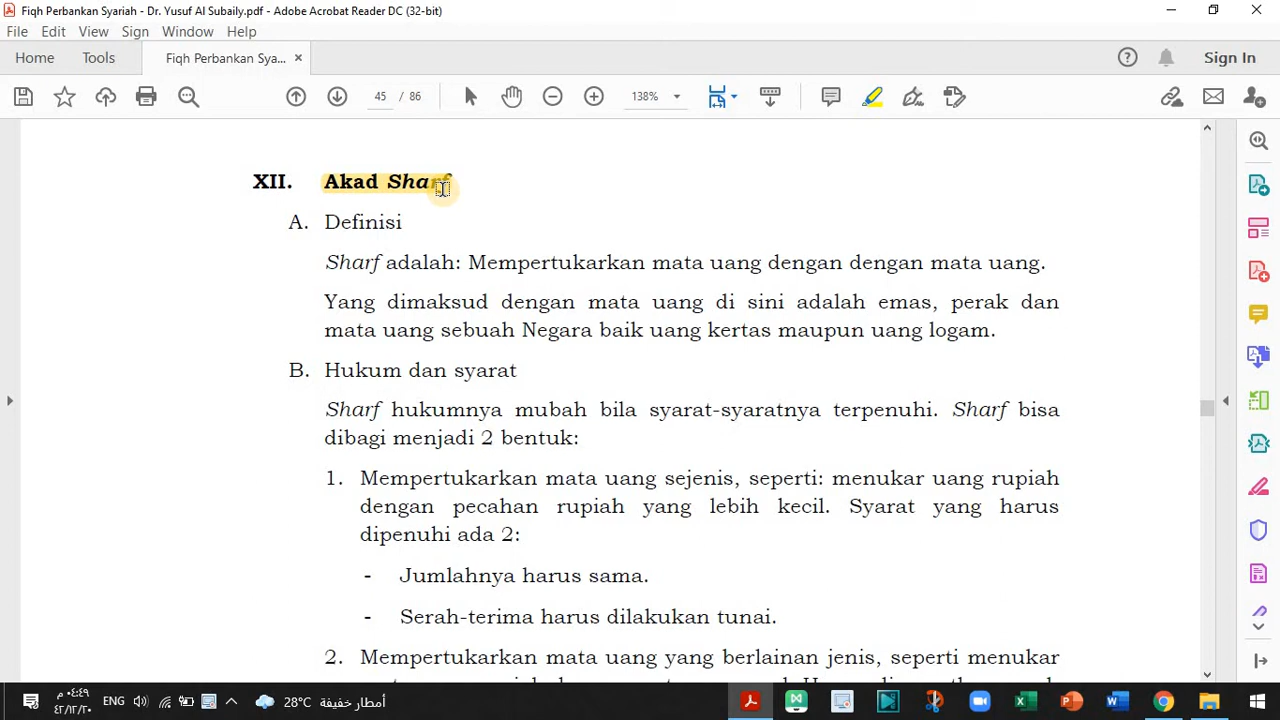 Fiqh Perbankan Syariah - Dr. Yusuf Al Subaily.pdf - Adobe Acrobat Reader DC (32-bit)
File Edit View Sign Window Help
Home Tools Fiqh Perbankan Sya... × Sign In
45 / 86 138%
XII. Akad Sharf
A. Definisi
Sharf adalah: Mempertukarkan mata uang dengan dengan mata uang.
Yang dimaksud dengan mata uang di sini adalah emas, perak dan
mata uang sebuah Negara baik uang kertas maupun uang logam.
B. Hukum dan syarat
Sharf hukumnya mubah bila syarat-syaratnya terpenuhi. Sharf bisa
dibagi menjadi 2 bentuk:
1. Mempertukarkan mata uang sejenis, seperti: menukar uang rupiah
dengan pecahan rupiah yang lebih kecil. Syarat yang harus
dipenuhi ada 2:
- Jumlahnya harus sama.
- Serah-terima harus dilakukan tunai.
2. Mempertukarkan mata uang yang berlainan jenis, seperti menukar
ENG 28°C أمطار خفيفة